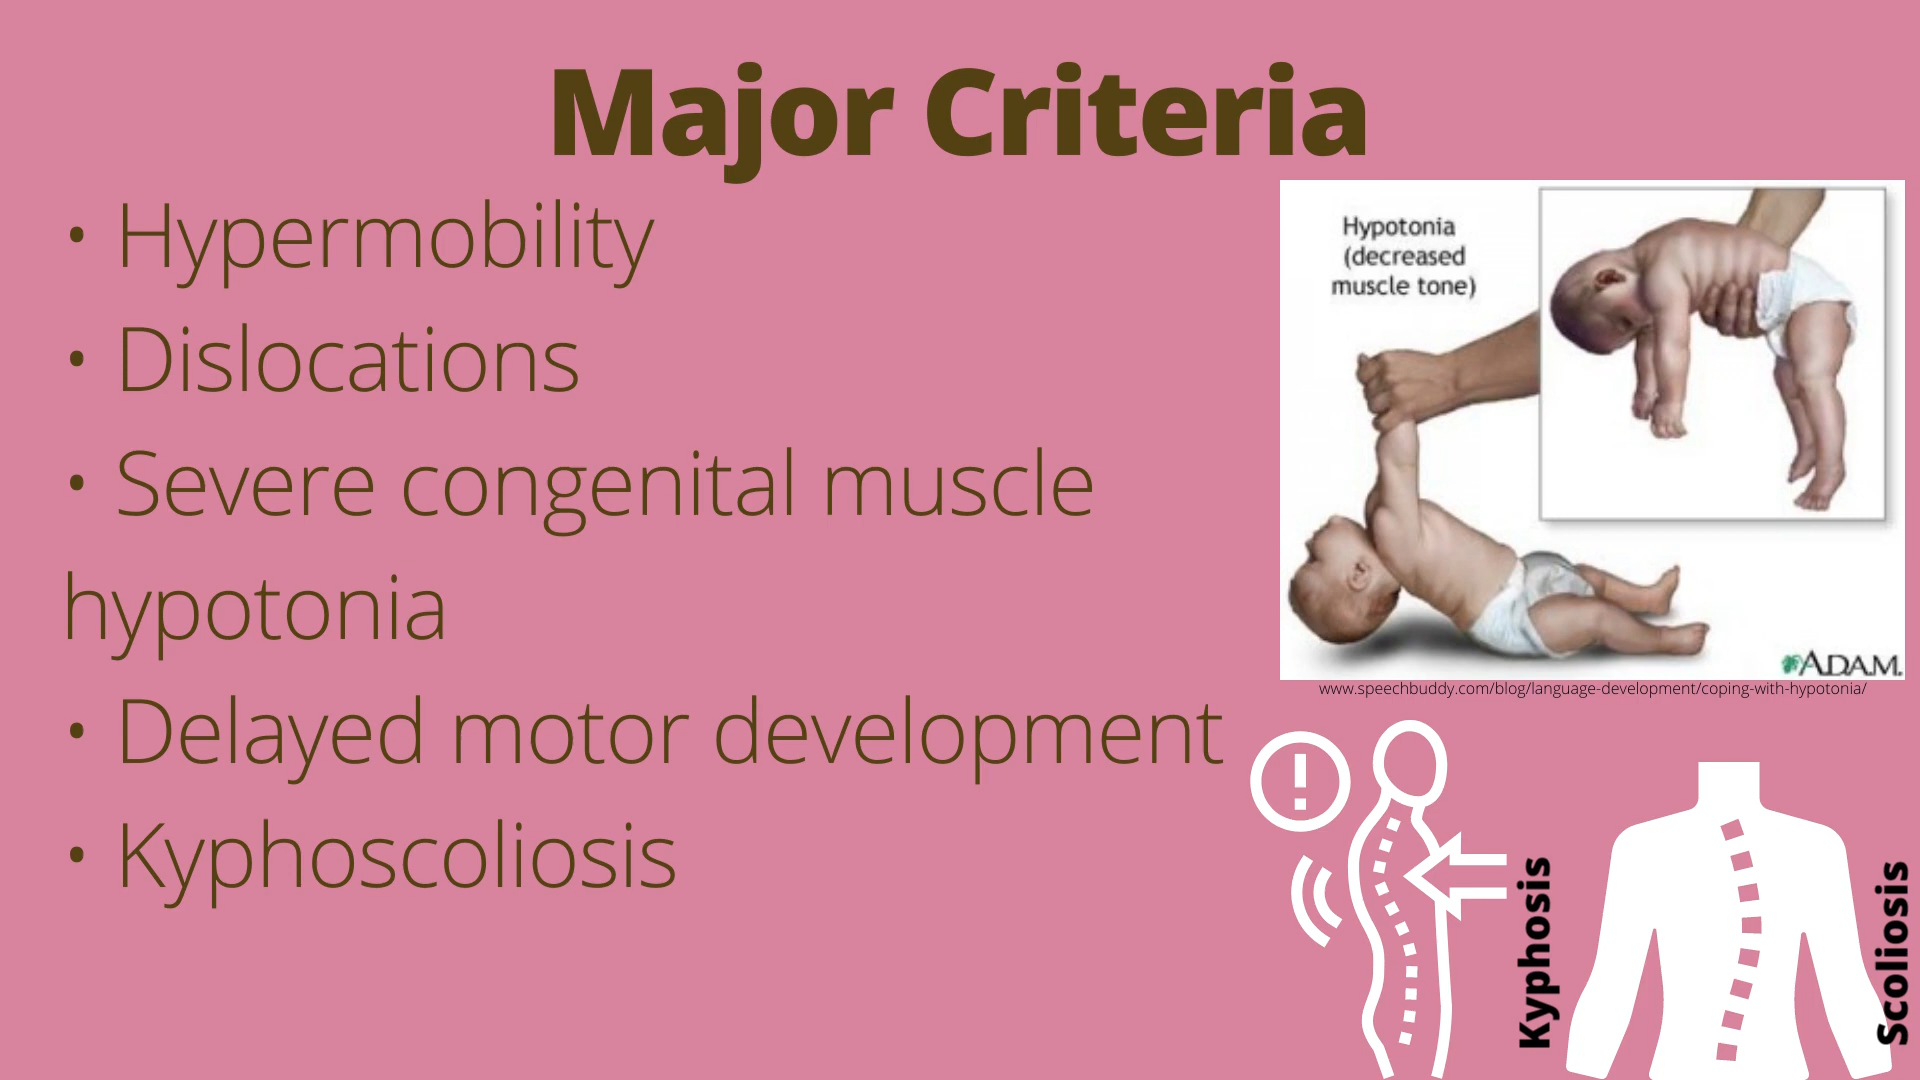 Major Criteria
• Hypermobility
• Dislocations
• Severe congenital muscle
hypotonia
• Delayed motor development
• Kyphoscoliosis
Hypotonia
(decreased
muscle tone)
A.D.A.M.
www.speechbuddy.com/blog/language-development/coping-with-hypotonia/
!
Kyphosis
Scoliosis